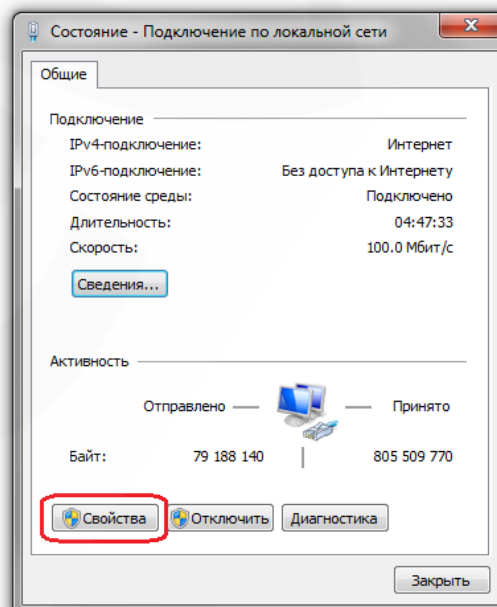 Состояние - Подключение по локальной сети
Общие
Подключение
IPv4-подключение: Интернет
IPv6-подключение: Без доступа к Интернету
Состояние среды: Подключено
Длительность: 04:47:33
Скорость: 100.0 Мбит/с
Сведения...
Активность
Отправлено — — Принято
Байт: 79 188 140 | 805 509 770
Свойства Отключить Диагностика
Закрыть